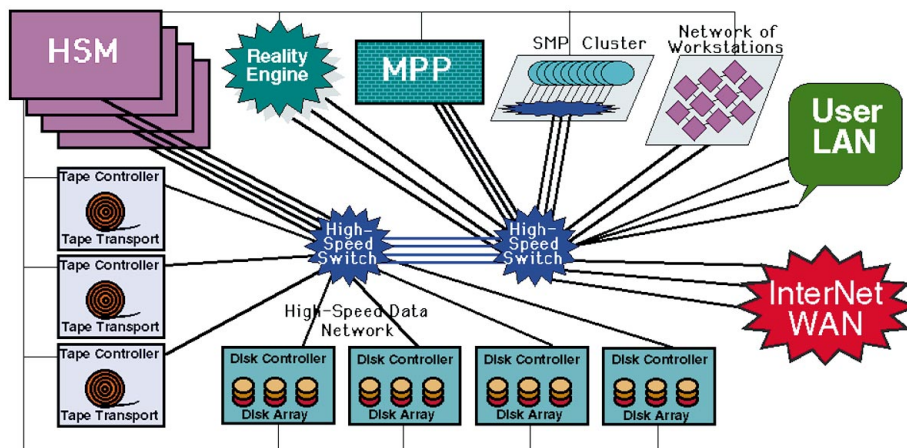 HSM
Reality
Engine
MPP
SMP Cluster
Network of
Workstations
User
LAN
Tape Controller
Tape Transport
High-
Speed
Switch
High-
Speed
Switch
Tape Controller
Tape Transport
InterNet
WAN
High-Speed Data
Network
Tape Controller
Tape Transport
Disk Controller
Disk Array
Disk Controller
Disk Array
Disk Controller
Disk Array
Disk Controller
Disk Array